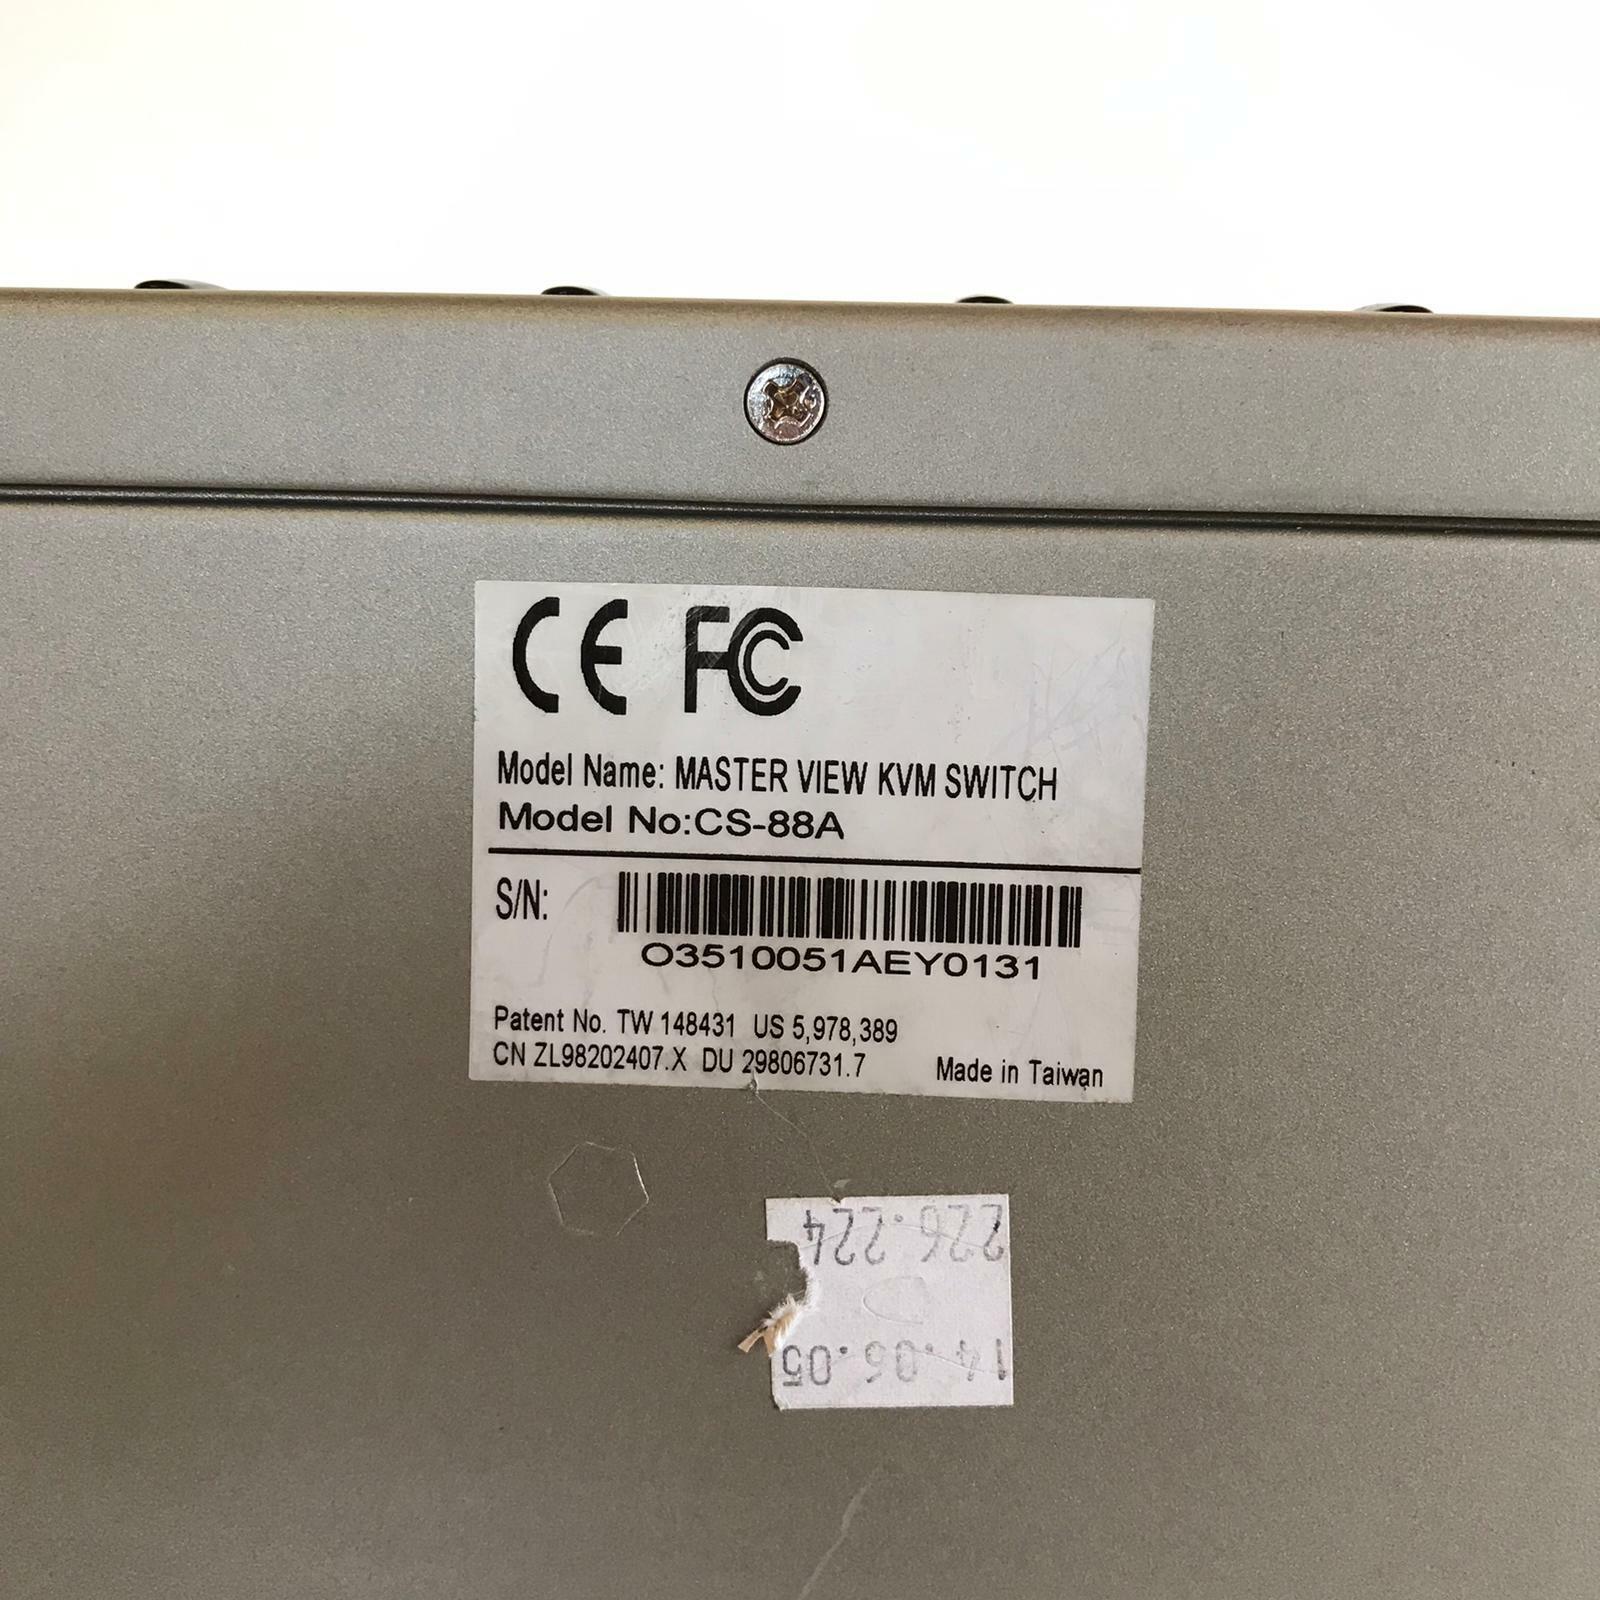 CE FC
Model Name: MASTER VIEW KVM SWITCH
Model No:CS-88A
S/N:
O3510051AEY0131
Patent No. TW 148431 US 5,978,389
CN ZL98202407.X DU 29806731.7 Made in Taiwan
14.06.05
226.224